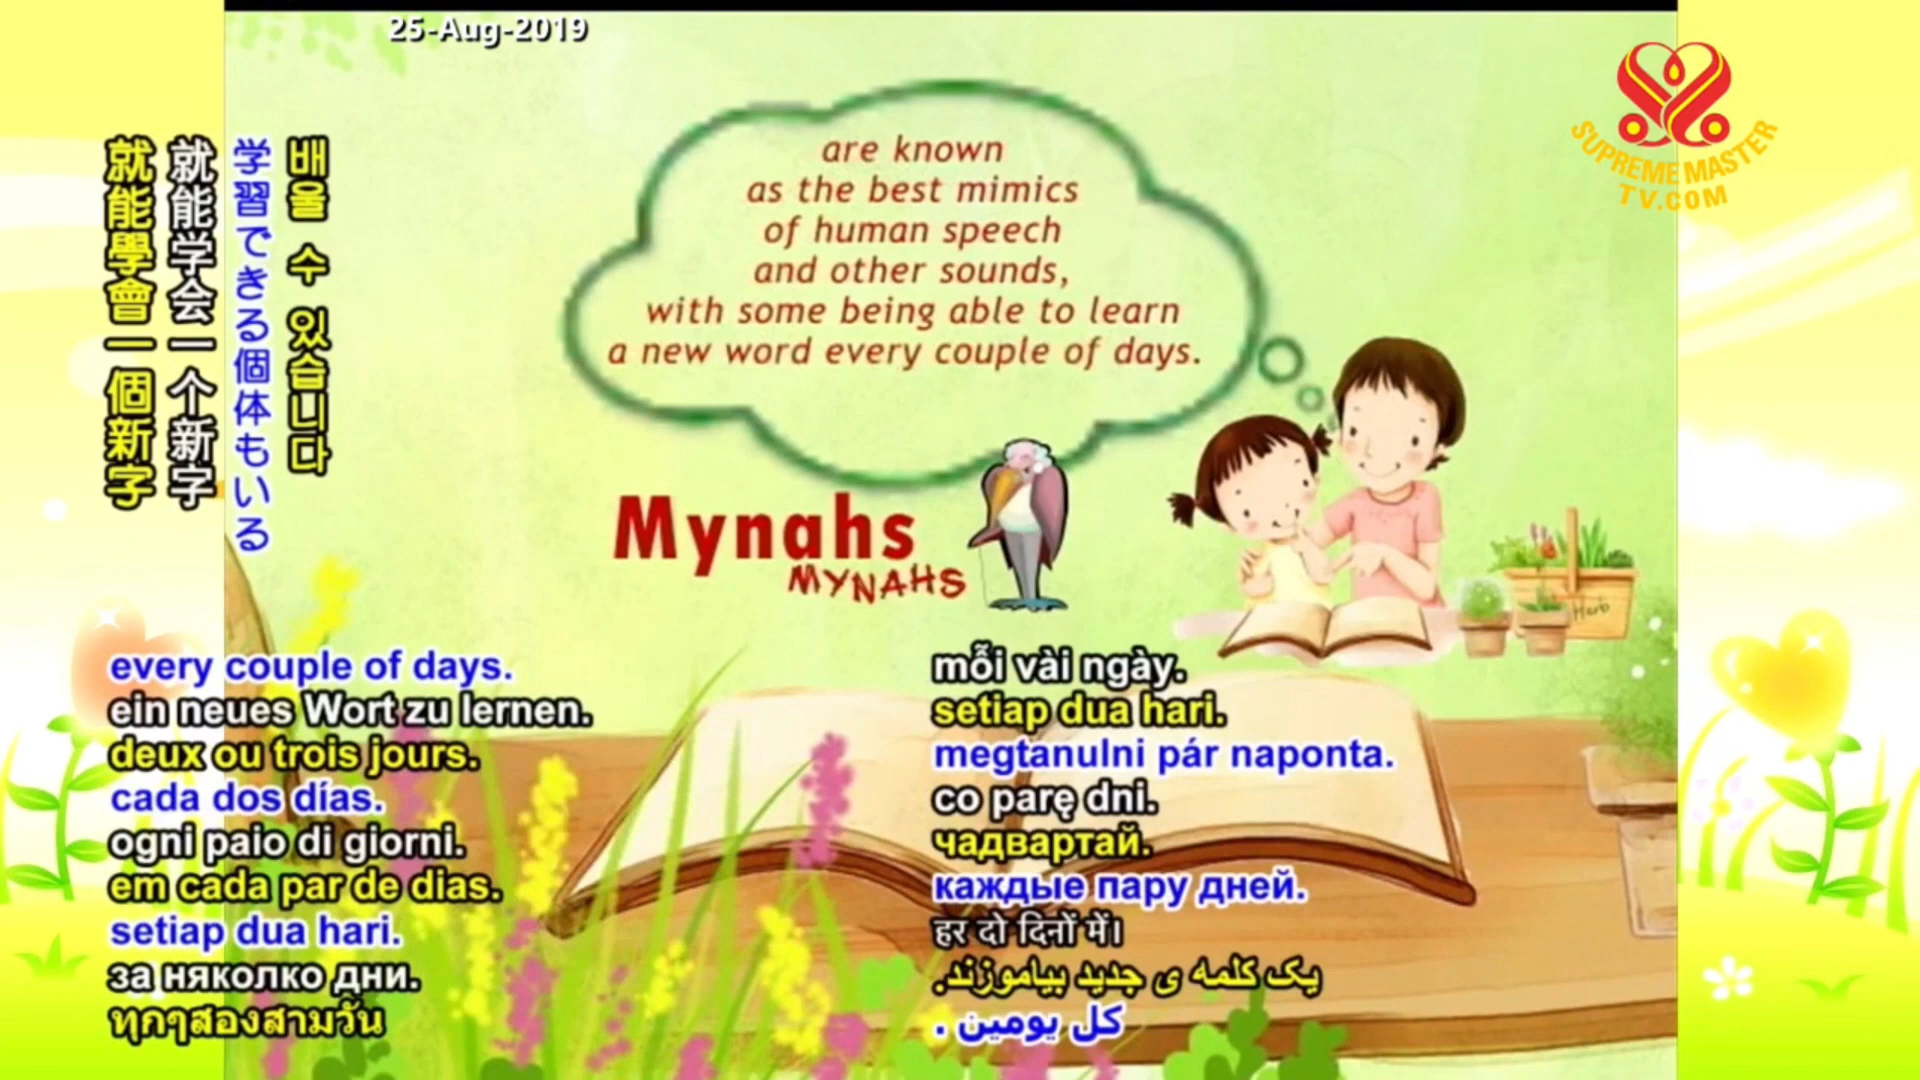 25-Aug-2019
SUPREME MASTER
TV.COM
are known
as the best mimics
of human speech
and other sounds,
with some being able to learn
a new word every couple of days.
Mynahs
MYNAHS
Herb
배울 수 있습니다
学習できる個体もいる
就能学会一个新字
就能學會一個新字
every couple of days.
ein neues Wort zu lernen.
deux ou trois jours.
cada dos días.
ogni paio di giorni.
em cada par de dias.
setiap dua hari.
за няколко дни.
ทุกๆสองสามวัน
mỗi vài ngày.
setiap dua hari.
megtanulni pár naponta.
co parę dni.
чадвартай.
каждые пару дней.
हर दो दिनों में।
یک کلمه ی جدید بیاموزند.
كل يومين .